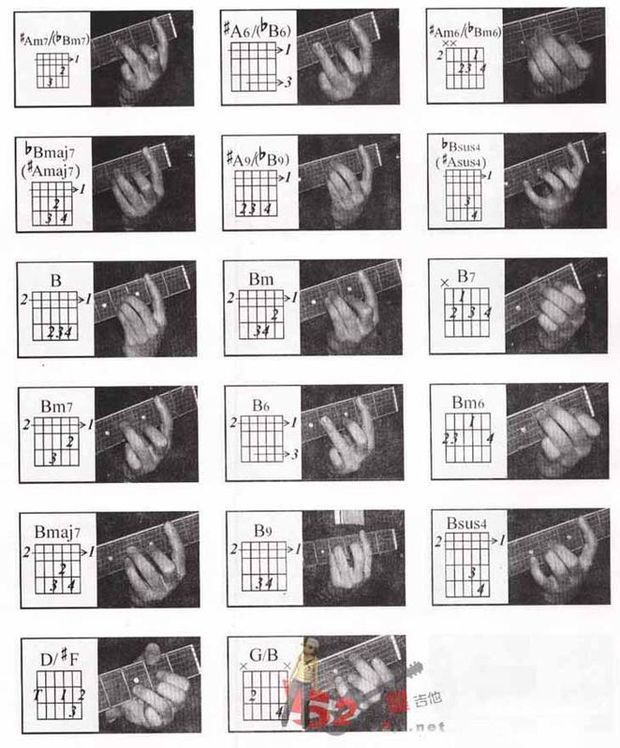 ♯Am7/(♭Bm7)
1
2
3
♯A6/(♭B6)
1
3
♯Am6/(♭Bm6)
××
2 1
23 4
♭Bmaj7
(♯Amaj7)
1
2
3 4
♯A9/(♭B9)
1
23 4
♭Bsus4
(♯Asus4)
1
3
4
B
2 1
234
Bm
2 1
2
34
B7
×
1
2 3 4
Bm7
2 1
2
3
B6
2 1
3
Bm6
2 1
23 4
Bmaj7
2 1
2
3 4
B9
2 1
34
Bsus4
2 1
3
4
D/♯F
T 1 2
3
G/B
× ×
2
4
52
吉他
.net